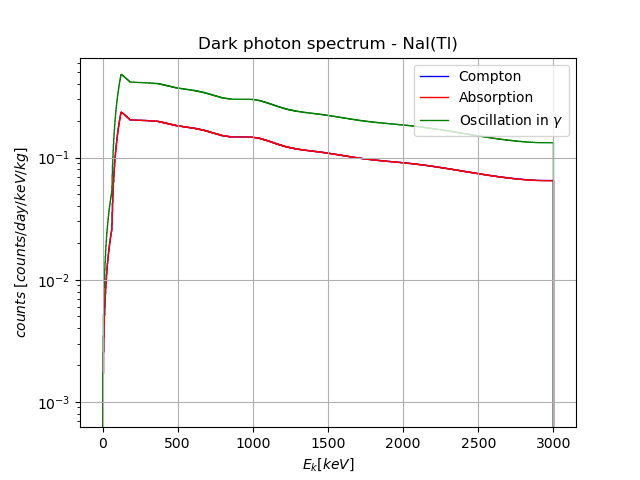 Dark photon spectrum - NaI(Tl)
Compton
Absorption
Oscillation in γ
counts [counts/day/keV/kg]
10⁻¹
10⁻²
10⁻³
0 500 1000 1500 2000 2500 3000
Eₖ[keV]